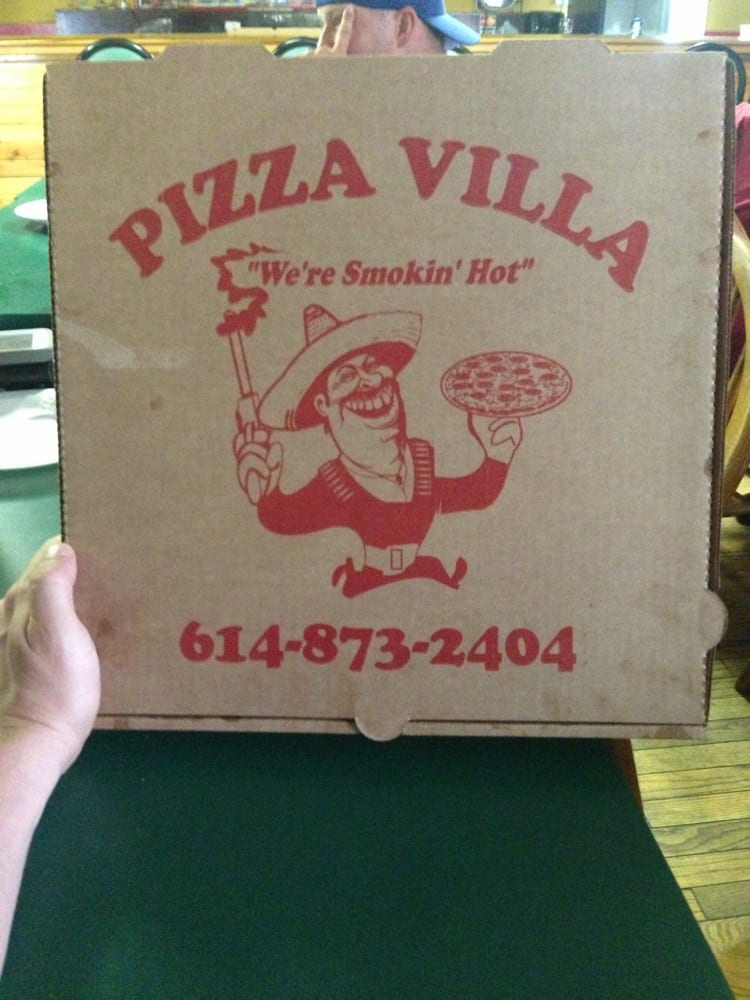 PIZZA VILLA
"We're Smokin' Hot"
614-873-2404